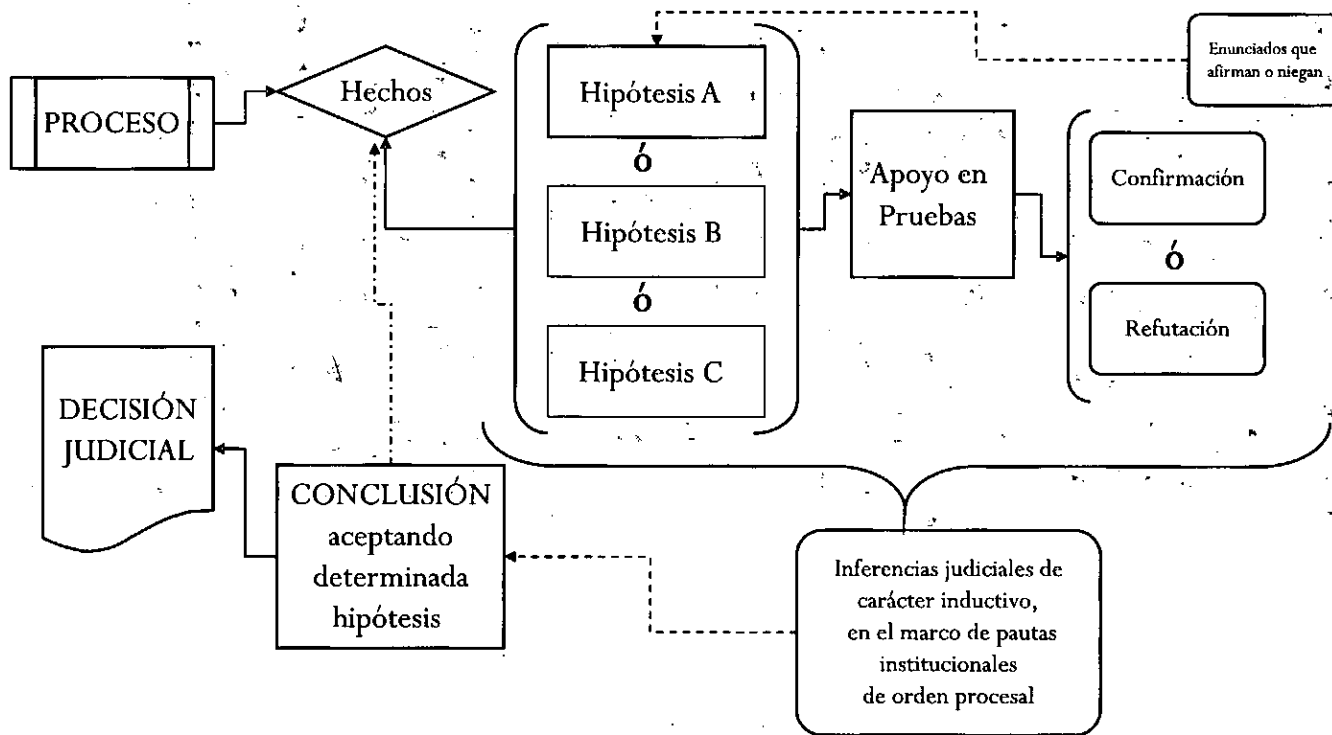 PROCESO
Hechos
Hipótesis A
ó
Hipótesis B
ó
Hipótesis C
Apoyo en
Pruebas
Enunciados que
afirman o niegan
Confirmación
Ó
Refutación
DECISIÓN
JUDICIAL
CONCLUSIÓN
aceptando
determinada
hipótesis
Inferencias judiciales de
carácter inductivo,
en el marco de pautas
institucionales
de orden procesal